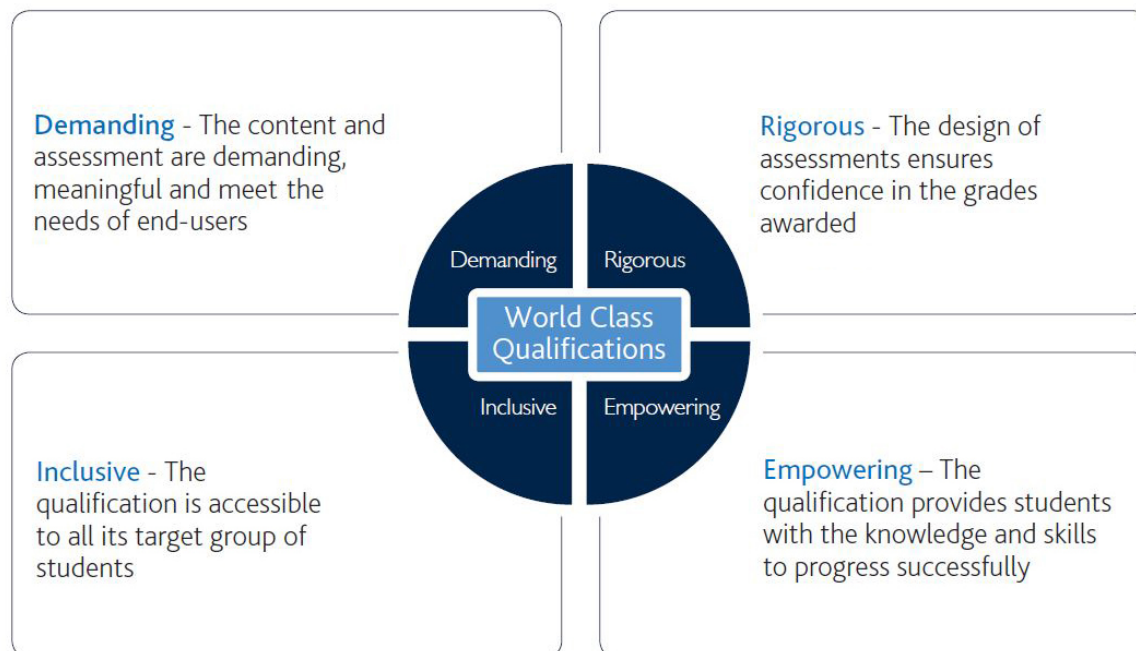 Demanding - The content and
assessment are demanding,
meaningful and meet the
needs of end-users
Rigorous - The design of
assessments ensures
confidence in the grades
awarded
Demanding
Rigorous
World Class
Qualifications
Inclusive
Empowering
Inclusive - The
qualification is accessible
to all its target group of
students
Empowering – The
qualification provides students
with the knowledge and skills
to progress successfully